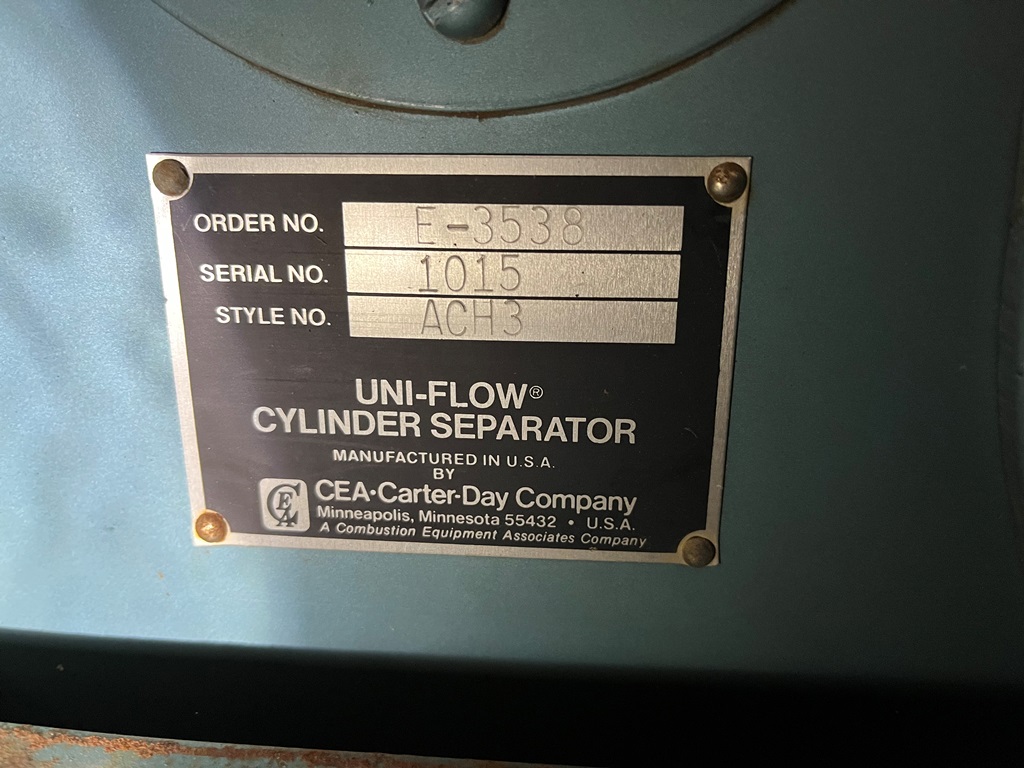 ORDER NO. E-3538
SERIAL NO. 1015
STYLE NO. ACH3
UNI-FLOW®
CYLINDER SEPARATOR
MANUFACTURED IN U.S.A.
BY
CEA CEA•Carter-Day Company
Minneapolis, Minnesota 55432 • U.S.A.
A Combustion Equipment Associates Company